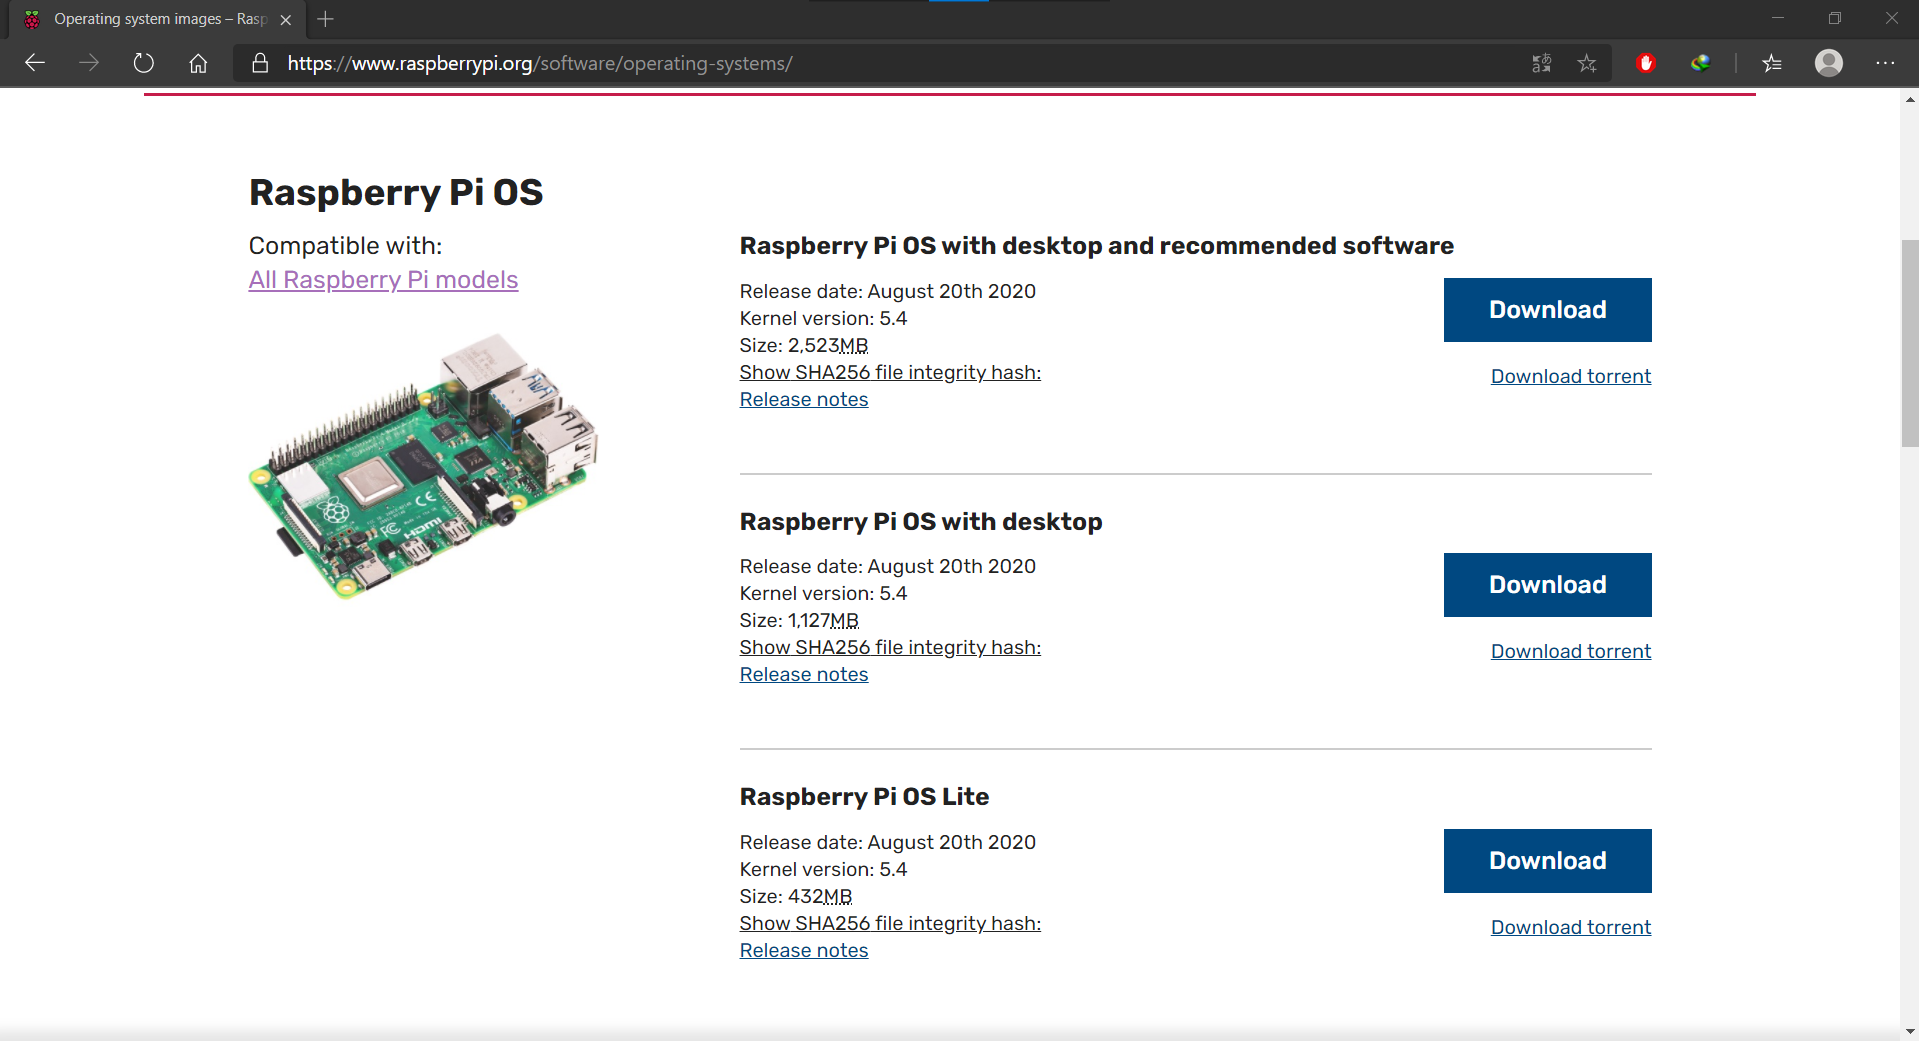 Operating system images – Rasp
https://www.raspberrypi.org/software/operating-systems/
Raspberry Pi OS
Compatible with:
All Raspberry Pi models
HDMI
Raspberry Pi OS with desktop and recommended software
Release date: August 20th 2020
Kernel version: 5.4
Size: 2,523MB
Show SHA256 file integrity hash:
Release notes
Download
Download torrent
Raspberry Pi OS with desktop
Release date: August 20th 2020
Kernel version: 5.4
Size: 1,127MB
Show SHA256 file integrity hash:
Release notes
Download
Download torrent
Raspberry Pi OS Lite
Release date: August 20th 2020
Kernel version: 5.4
Size: 432MB
Show SHA256 file integrity hash:
Release notes
Download
Download torrent